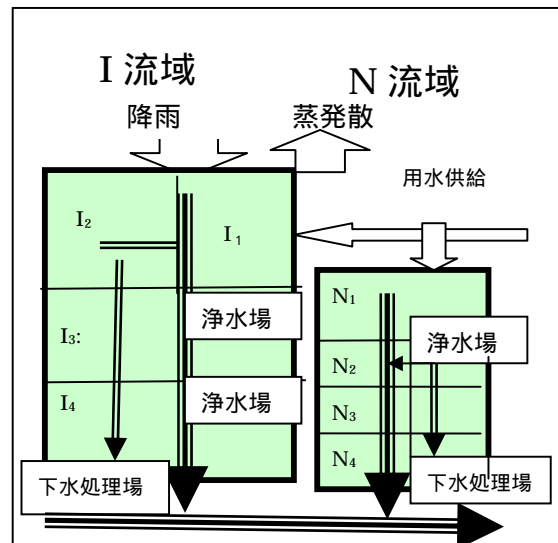 I 流域
N 流域
降雨
蒸発散
用水供給
I₂
I₁
N₁
浄水場
浄水場
I₃:
N₂
N₃
浄水場
I₄
N₄
下水処理場
下水処理場